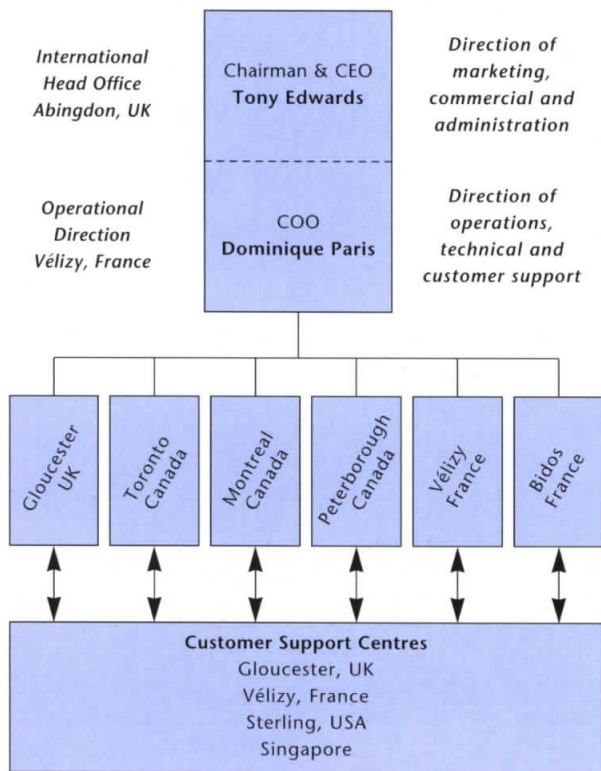 International
Head Office
Abingdon, UK
Chairman & CEO
Tony Edwards
Direction of
marketing,
commercial and
administration
Operational
Direction
Vélizy, France
COO
Dominique Paris
Direction of
operations,
technical and
customer support
Gloucester
UK
Toronto
Canada
Montreal
Canada
Peterborough
Canada
Vélizy
France
Bidos
France
Customer Support Centres
Gloucester, UK
Vélizy, France
Sterling, USA
Singapore